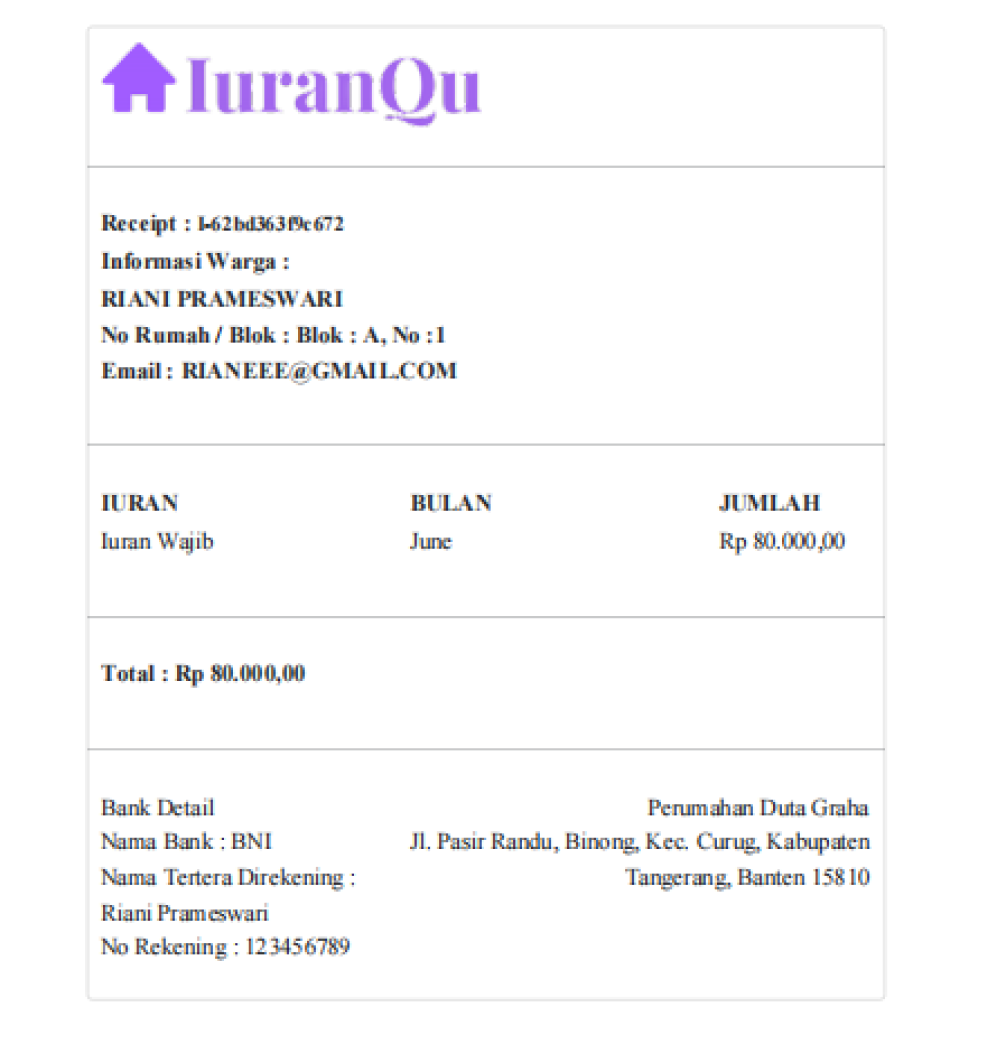 IuranQu
Receipt : I-62bd363f9c672
Informasi Warga :
RIANI PRAMESWARI
No Rumah / Blok : Blok : A, No :1
Email : RIANEEE@GMAIL.COM
IURAN BULAN JUMLAH
Iuran Wajib June Rp 80.000,00
Total : Rp 80.000,00
Bank Detail
Nama Bank : BNI
Nama Tertera Direkening :
Riani Prameswari
No Rekening : 123456789
Perumahan Duta Graha
Jl. Pasir Randu, Binong, Kec. Curug, Kabupaten
Tangerang, Banten 15810